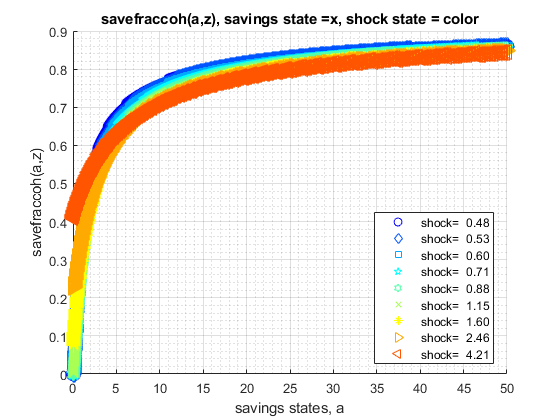 savefraccoh(a,z), savings state =x, shock state = color
savefraccoh(a,z)
0.9
0.8
0.7
0.6
0.5
0.4
0.3
0.2
0.1
0
0 5 10 15 20 25 30 35 40 45 50
savings states, a
shock= 0.48
shock= 0.53
shock= 0.60
shock= 0.71
shock= 0.88
shock= 1.15
shock= 1.60
shock= 2.46
shock= 4.21